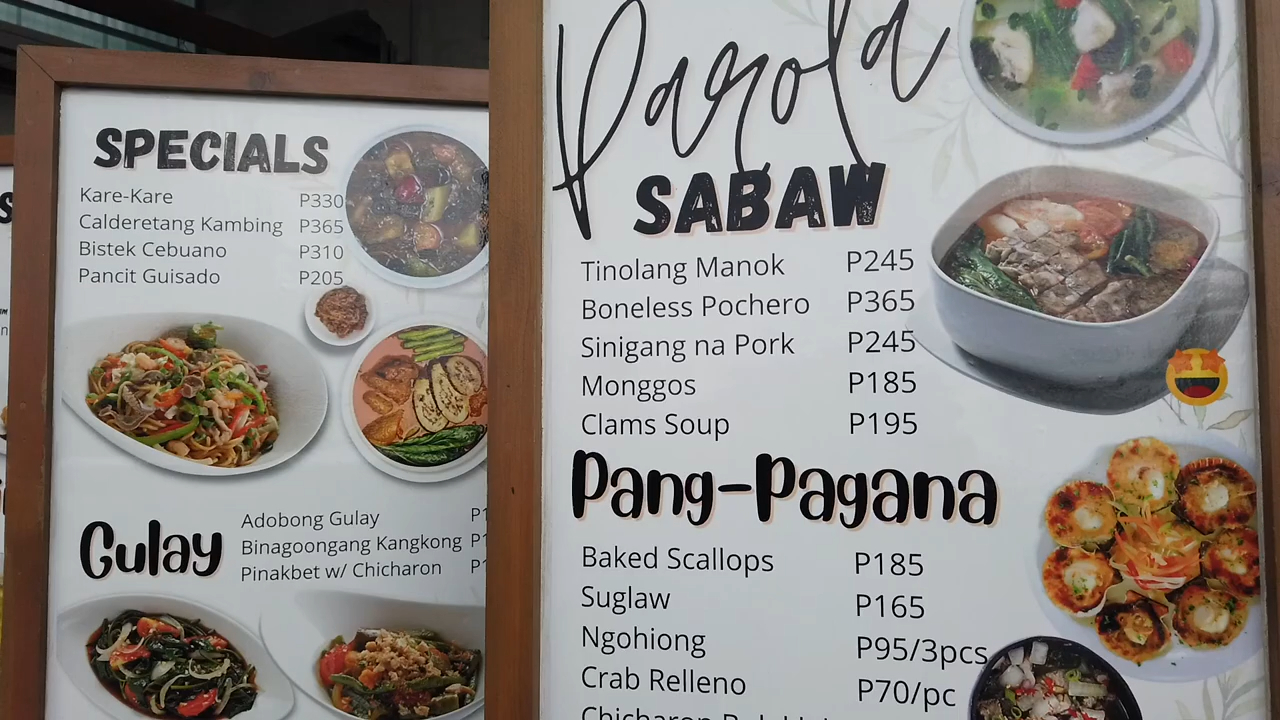 SPECIALS
Kare-Kare P330
Calderetang Kambing P365
Bistek Cebuano P310
Pancit Guisado P205
Gulay
Adobong Gulay
Binagoongang Kangkong
Pinakbet w/ Chicharon
Parola
SABAW
Tinolang Manok P245
Boneless Pochero P365
Sinigang na Pork P245
Monggos P185
Clams Soup P195
Pang-Pagana
Baked Scallops P185
Suglaw P165
Ngohiong P95/3pcs
Crab Relleno P70/pc